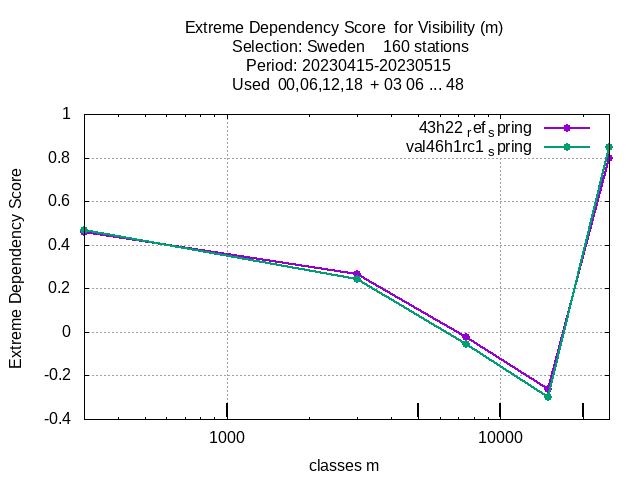 Extreme Dependency Score for Visibility (m)
Selection: Sweden 160 stations
Period: 20230415-20230515
Used 00,06,12,18 + 03 06 ... 48
1
43h22 ref spring
0.8
val46h1rc1 spring
0.6
0.4
0.2
0
-0.2
-0.4
Extreme Dependency Score
1000 10000
classes m